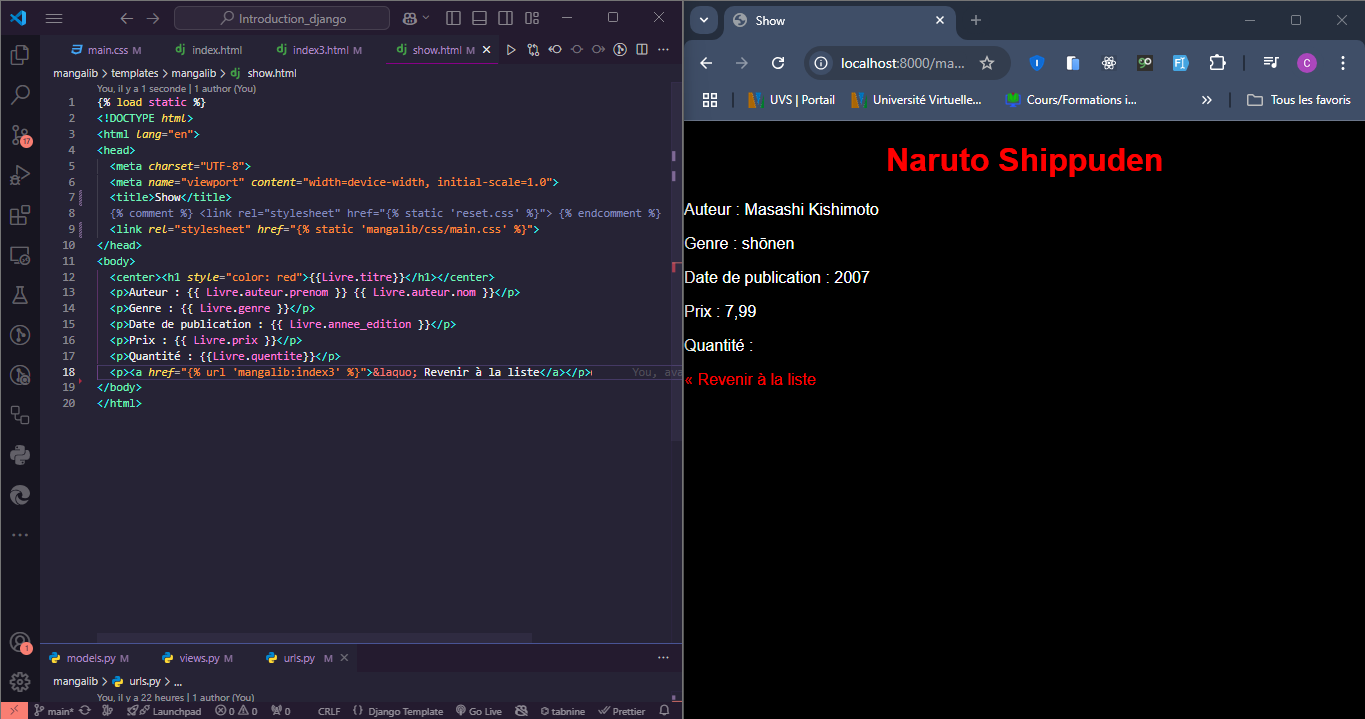 Introduction_django
main.css M
index.html
index3.html M
show.html M
mangalib > templates > mangalib > dj show.html
You, il y a 1 seconde | 1 author (You)
1 {% load static %}
2 <!DOCTYPE html>
3 <html lang="en">
4 <head>
5 <meta charset="UTF-8">
6 <meta name="viewport" content="width=device-width, initial-scale=1.0">
7 <title>Show</title>
8 {% comment %} <link rel="stylesheet" href="{% static 'reset.css' %}"> {% endcomment %}
9 <link rel="stylesheet" href="{% static 'mangalib/css/main.css' %}">
10 </head>
11 <body>
12 <center><h1 style="color: red">{{Livre.titre}}</h1></center>
13 <p>Auteur : {{ Livre.auteur.prenom }} {{ Livre.auteur.nom }}</p>
14 <p>Genre : {{ Livre.genre }}</p>
15 <p>Date de publication : {{ Livre.annee_edition }}</p>
16 <p>Prix : {{ Livre.prix }}</p>
17 <p>Quantité : {{Livre.quentite}}</p>
18 <p><a href="{% url 'mangalib:index3' %}">&laquo; Revenir à la liste</a></p> You, ava
19 </body>
20 </html>
17
1
models.py M
views.py M
urls.py M
mangalib > urls.py > ...
You, il y a 22 heures | 1 author (You)
main*
Launchpad
0
0
0
CRLF
{} Django Template
Go Live
tabnine
Prettier
Show
localhost:8000/ma...
go
FI
C
UVS | Portail
Université Virtuelle...
Cours/Formations i...
Tous les favoris
Naruto Shippuden
Auteur : Masashi Kishimoto
Genre : shōnen
Date de publication : 2007
Prix : 7,99
Quantité :
« Revenir à la liste